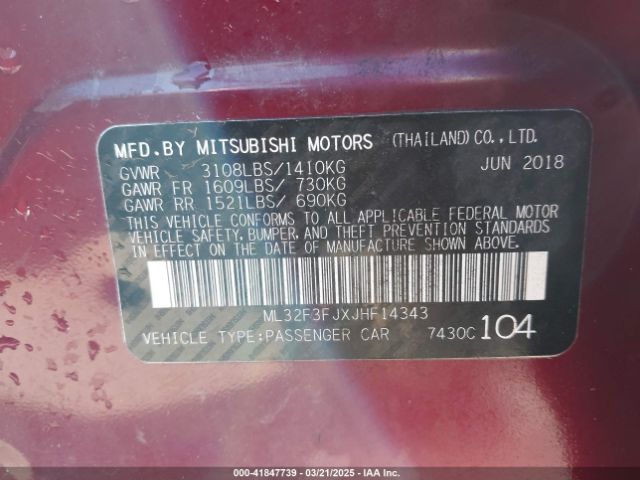 MFD.BY MITSUBISHI MOTORS (THAILAND)CO.,LTD.
GVWR 3108LBS/1410KG JUN 2018
GAWR FR 1609LBS/ 730KG
GAWR RR 1521LBS/ 690KG
THIS VEHICLE CONFORMS TO ALL APPLICABLE FEDERAL MOTOR
VEHICLE SAFETY, BUMPER, AND THEFT PREVENTION STANDARDS
IN EFFECT ON THE DATE OF MANUFACTURE SHOWN ABOVE.
ML32F3FJXJHF14343
VEHICLE TYPE:PASSENGER CAR 7430C 104
000-41847739 - 03/21/2025 - IAA Inc.